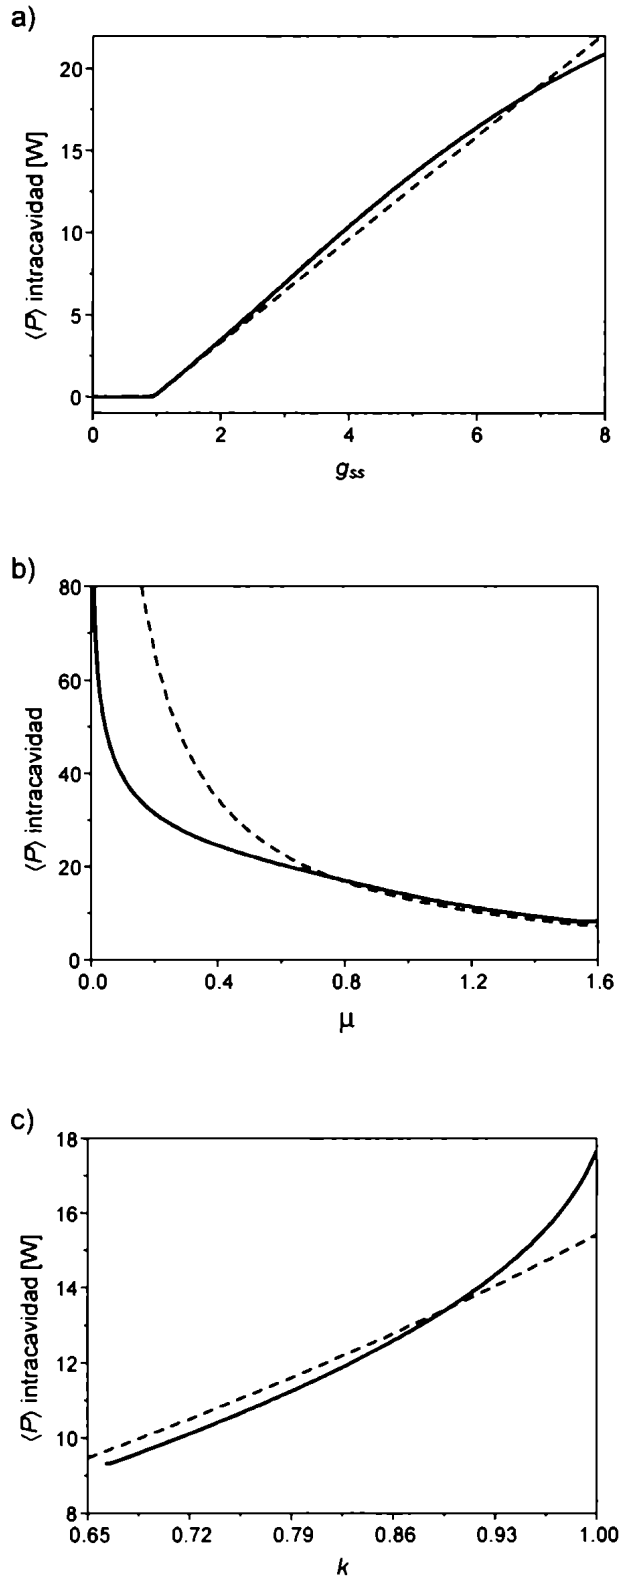 a)
⟨P⟩ intracavidad [W]
20
15
10
5
0
0 2 4 6 8
g_ss
b)
⟨P⟩ intracavidad
80
60
40
20
0
0.0 0.4 0.8 1.2 1.6
μ
c)
⟨P⟩ intracavidad [W]
18
16
14
12
10
8
0.65 0.72 0.79 0.86 0.93 1.00
k